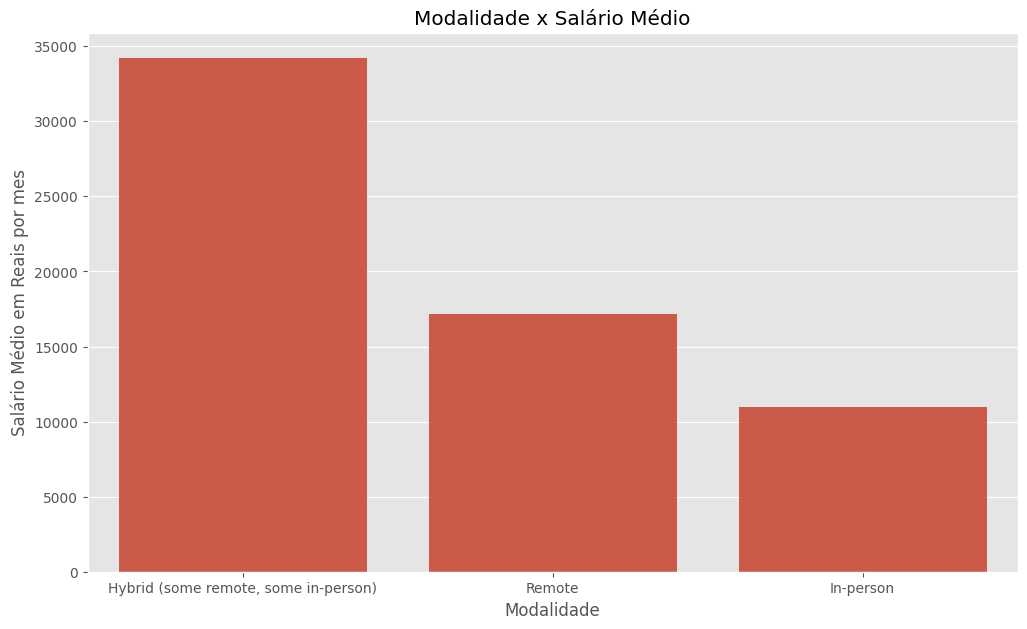 Modalidade x Salário Médio
Salário Médio em Reais por mes
35000
30000
25000
20000
15000
10000
5000
0
Hybrid (some remote, some in-person)
Remote
In-person
Modalidade